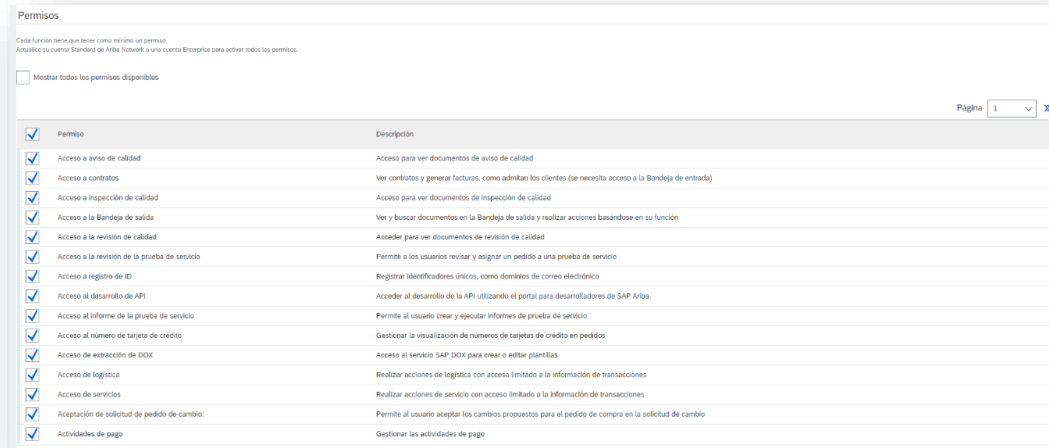 Permisos
Cada función tiene que tener como mínimo un permiso.
Actualice su cuenta Standard de Ariba Network a una cuenta Enterprise para activar todos los permisos.
Mostrar todos los permisos disponibles
Página 1 »
Permiso Descripción
Acceso a aviso de calidad Acceso para ver documentos de aviso de calidad
Acceso a contratos Ver contratos y generar facturas, como admitan los clientes (se necesita acceso a la Bandeja de entrada)
Acceso a inspección de calidad Acceso para ver documentos de inspección de calidad
Acceso a la Bandeja de salida Ver y buscar documentos en la Bandeja de salida y realizar acciones basándose en su función
Acceso a la revisión de calidad Acceder para ver documentos de revisión de calidad
Acceso a la revisión de la prueba de servicio Permite a los usuarios revisar y asignar un pedido a una prueba de servicio
Acceso a registro de ID Registrar identificadores únicos, como dominios de correo electrónico
Acceso al desarrollo de API Acceder al desarrollo de la API utilizando el portal para desarrolladores de SAP Ariba.
Acceso al informe de la prueba de servicio Permite al usuario crear y ejecutar informes de prueba de servicio
Acceso al número de tarjeta de crédito Gestionar la visualización de números de tarjetas de crédito en pedidos
Acceso de extracción de DOX Acceso al servicio SAP DOX para crear o editar plantillas
Acceso de logística Realizar acciones de logística con acceso limitado a la información de transacciones
Acceso de servicios Realizar acciones de servicio con acceso limitado a la información de transacciones
Aceptación de solicitud de pedido de cambio: Permite al usuario aceptar los cambios propuestos para el pedido de compra en la solicitud de cambio
Actividades de pago Gestionar las actividades de pago